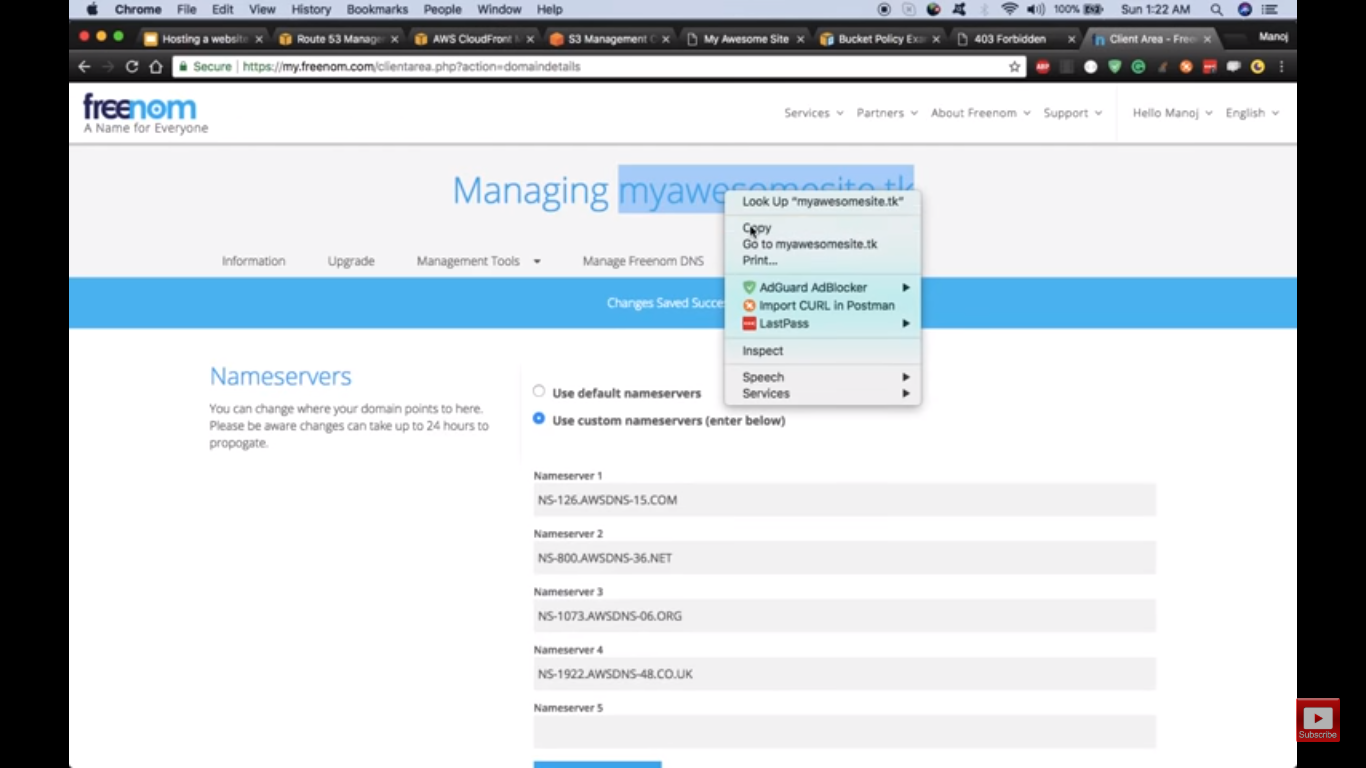 Chrome File Edit View History Bookmarks People Window Help 100% Sun 1:22 AM
Hosting a website Route 53 Manage AWS CloudFront S3 Management C My Awesome Site Bucket Policy Exa 403 Forbidden Client Area - Free Manoj
Secure https://my.freenom.com/clientarea.php?action=domaindetails ABP
freenom
A Name for Everyone
Services Partners About Freenom Support Hello Manoj English
Managing myawesomesite.tk
Look Up “myawesomesite.tk”
Copy
Go to myawesomesite.tk
Print...
AdGuard AdBlocker
Import CURL in Postman
LastPass
Inspect
Speech
Services
Information Upgrade Management Tools Manage Freenom DNS
Changes Saved Succe
Nameservers
You can change where your domain points to here.
Please be aware changes can take up to 24 hours to
propogate.
Use default nameservers
Use custom nameservers (enter below)
Nameserver 1
NS-126.AWSDNS-15.COM
Nameserver 2
NS-800.AWSDNS-36.NET
Nameserver 3
NS-1073.AWSDNS-06.ORG
Nameserver 4
NS-1922.AWSDNS-48.CO.UK
Nameserver 5
Subscribe